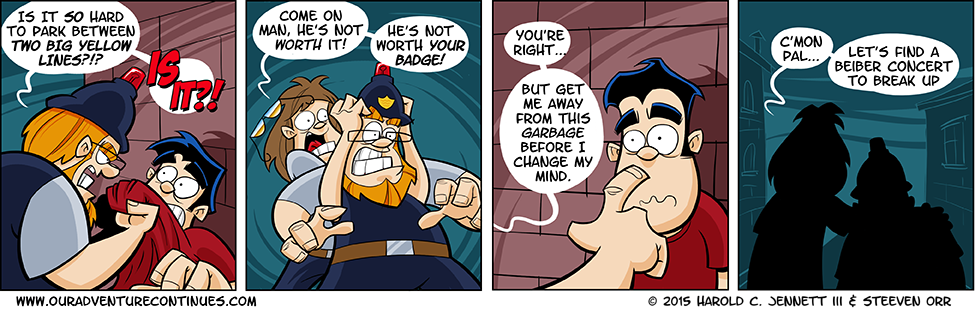 IS IT SO HARD
TO PARK BETWEEN
TWO BIG YELLOW
LINES?!?
IS
IT?!
COME ON
MAN, HE'S NOT
WORTH IT!
HE'S NOT
WORTH YOUR
BADGE!
YOU'RE
RIGHT...
BUT GET
ME AWAY
FROM THIS
GARBAGE
BEFORE I
CHANGE MY
MIND.
C'MON
PAL...
LET'S FIND A
BEIBER CONCERT
TO BREAK UP
WWW.OURADVENTURECONTINUES.COM
© 2015 HAROLD C. JENNETT III & STEEVEN ORR